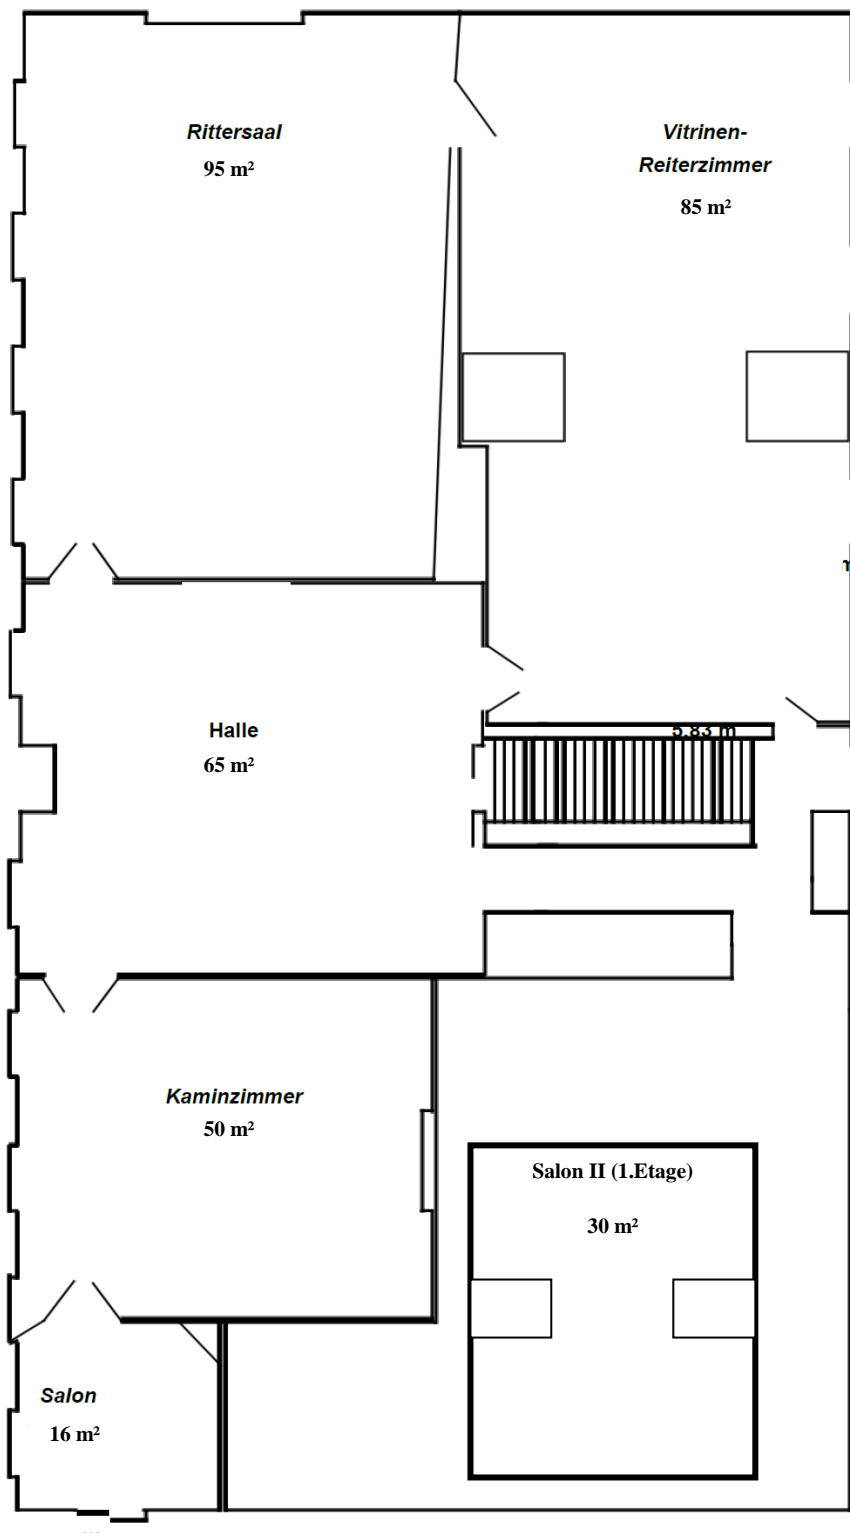 Rittersaal
95 m²
Vitrinen-
Reiterzimmer
85 m²
Halle
65 m²
5.83 m
Kaminzimmer
50 m²
Salon II (1.Etage)
30 m²
Salon
16 m²